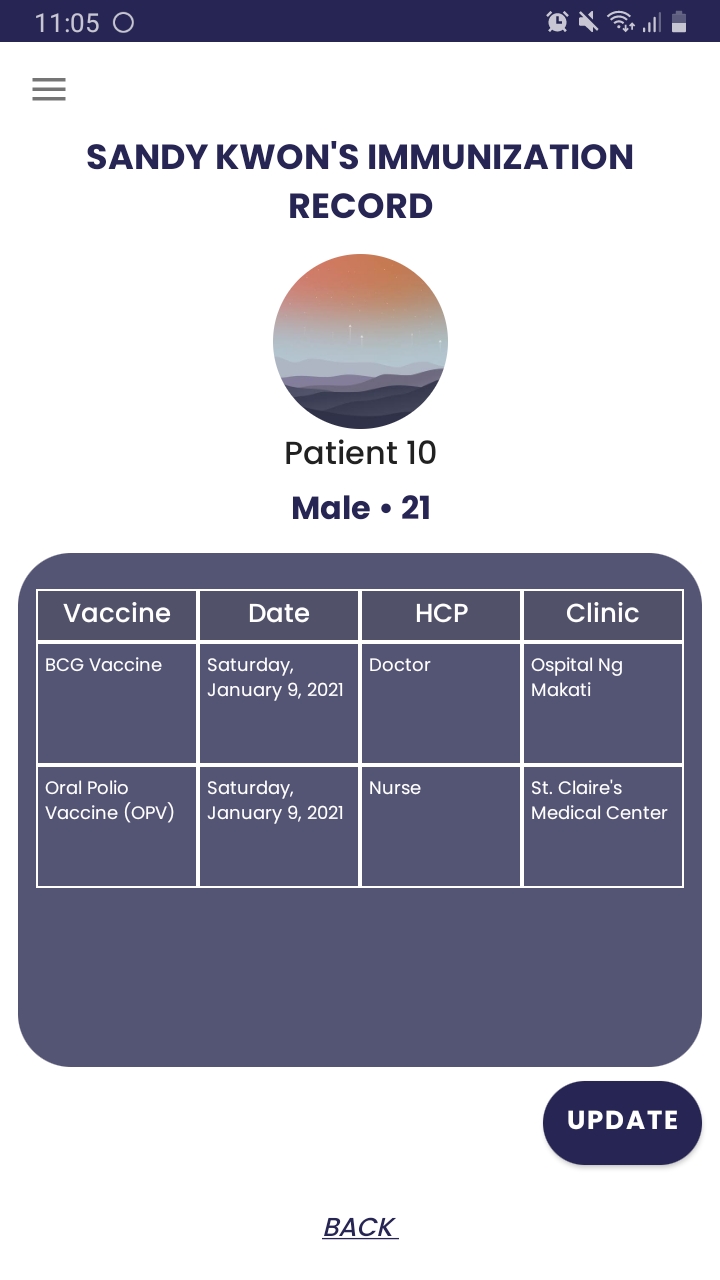 11:05
SANDY KWON'S IMMUNIZATION
RECORD
Patient 10
Male • 21
Vaccine Date HCP Clinic
BCG Vaccine Saturday, Doctor Ospital Ng
January 9, 2021 Makati
Oral Polio Saturday, Nurse St. Claire's
Vaccine (OPV) January 9, 2021 Medical Center
UPDATE
BACK